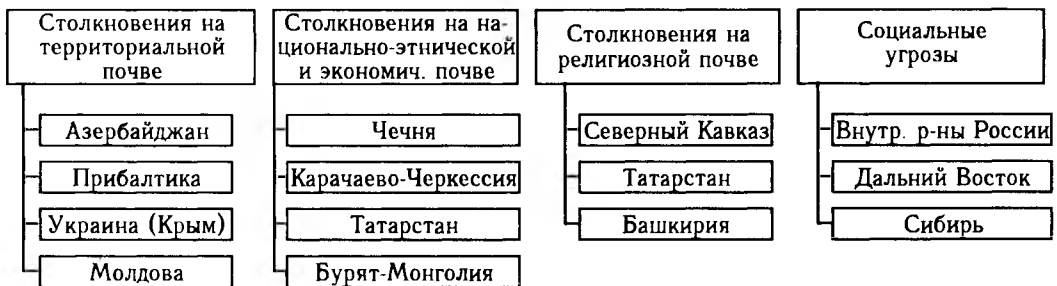 Столкновения на
территориальной
почве
Азербайджан
Прибалтика
Украина (Крым)
Молдова
Столкновения на на-
ционально-этнической
и экономич. почве
Чечня
Карачаево-Черкессия
Татарстан
Бурят-Монголия
Столкновения на
религиозной почве
Северный Кавказ
Татарстан
Башкирия
Социальные
угрозы
Внутр. р-ны России
Дальний Восток
Сибирь